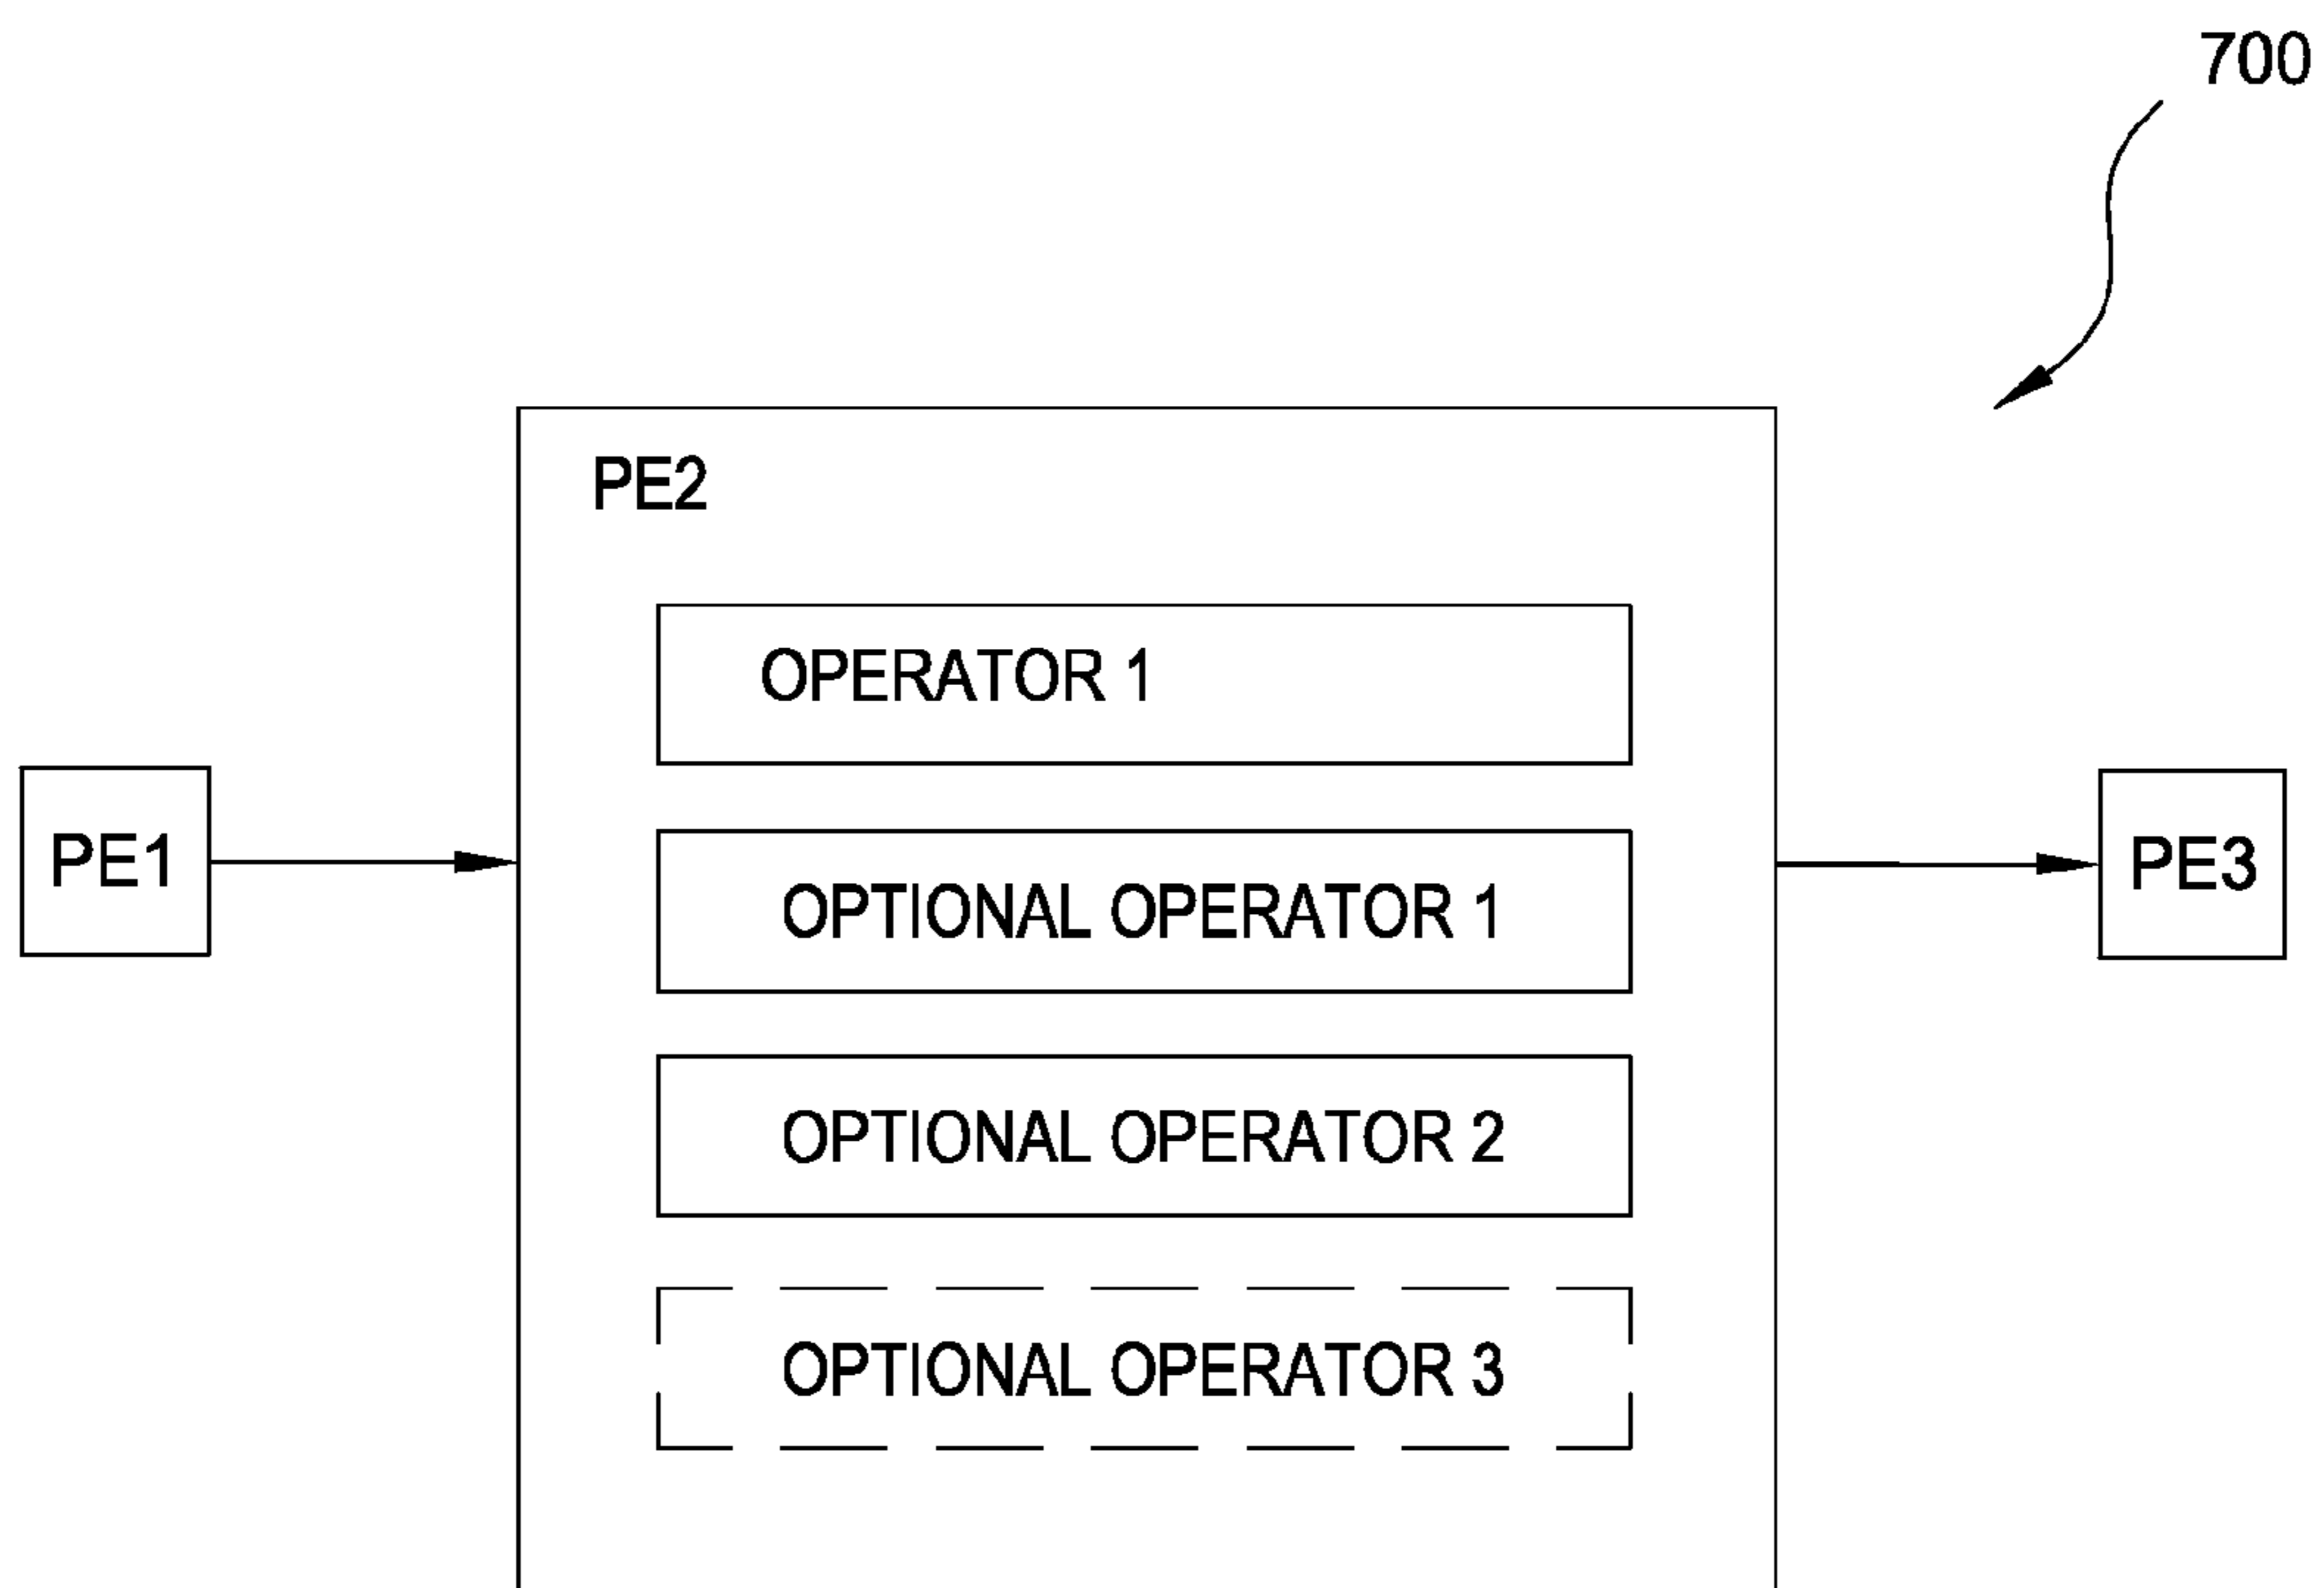 700
PE2
OPERATOR 1
PE1
OPTIONAL OPERATOR 1
PE3
OPTIONAL OPERATOR 2
OPTIONAL OPERATOR 3